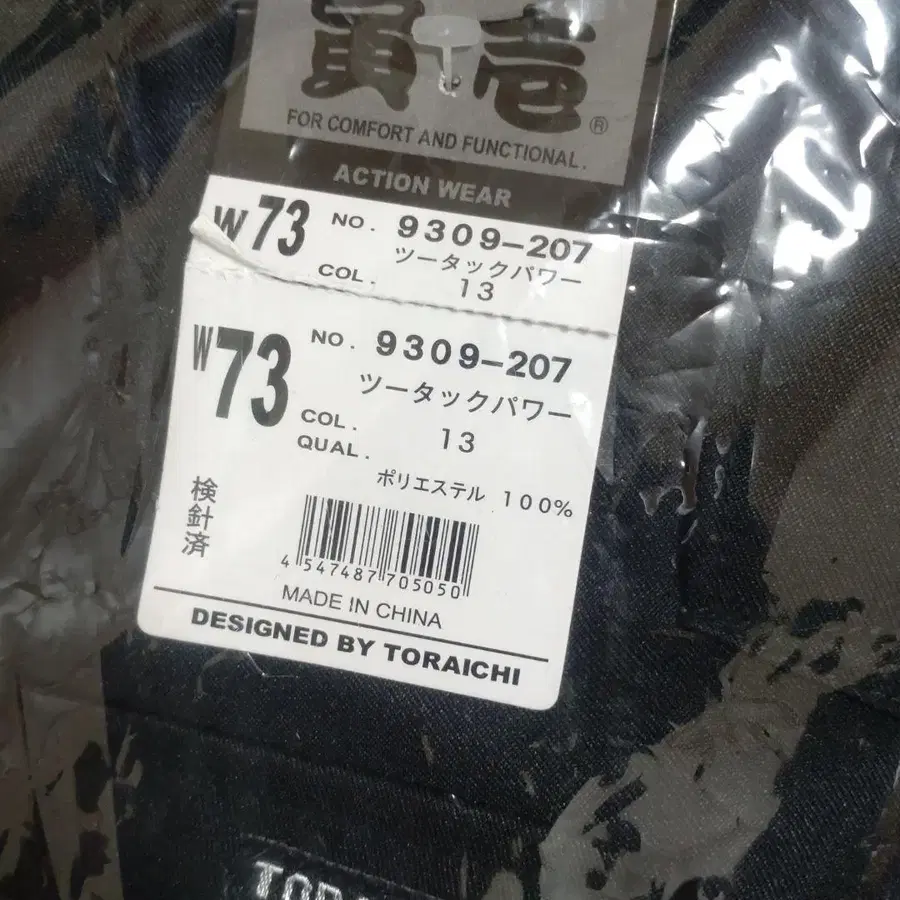 寅壱®
FOR COMFORT AND FUNCTIONAL.
ACTION WEAR
W73 NO. 9309-207
ツータックパワー
COL. 13
W73 NO. 9309-207
ツータックパワー
COL. 13
QUAL.
ポリエステル 100%
検針済
4 547487 705050
MADE IN CHINA
DESIGNED BY TORAICHI